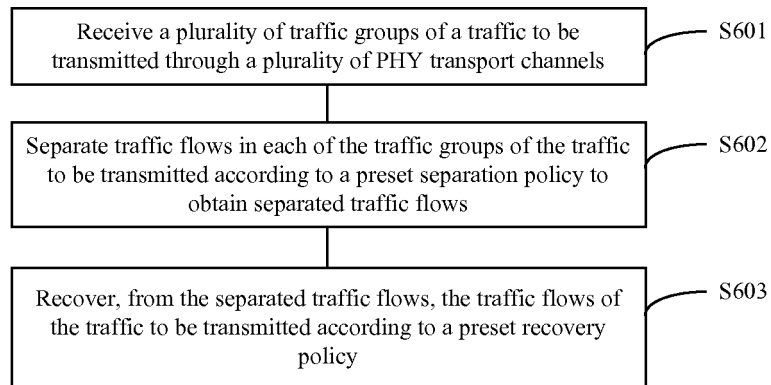 Receive a plurality of traffic groups of a traffic to be
transmitted through a plurality of PHY transport channels
S601
Separate traffic flows in each of the traffic groups of the traffic
to be transmitted according to a preset separation policy to
obtain separated traffic flows
S602
Recover, from the separated traffic flows, the traffic flows of
the traffic to be transmitted according to a preset recovery
policy
S603